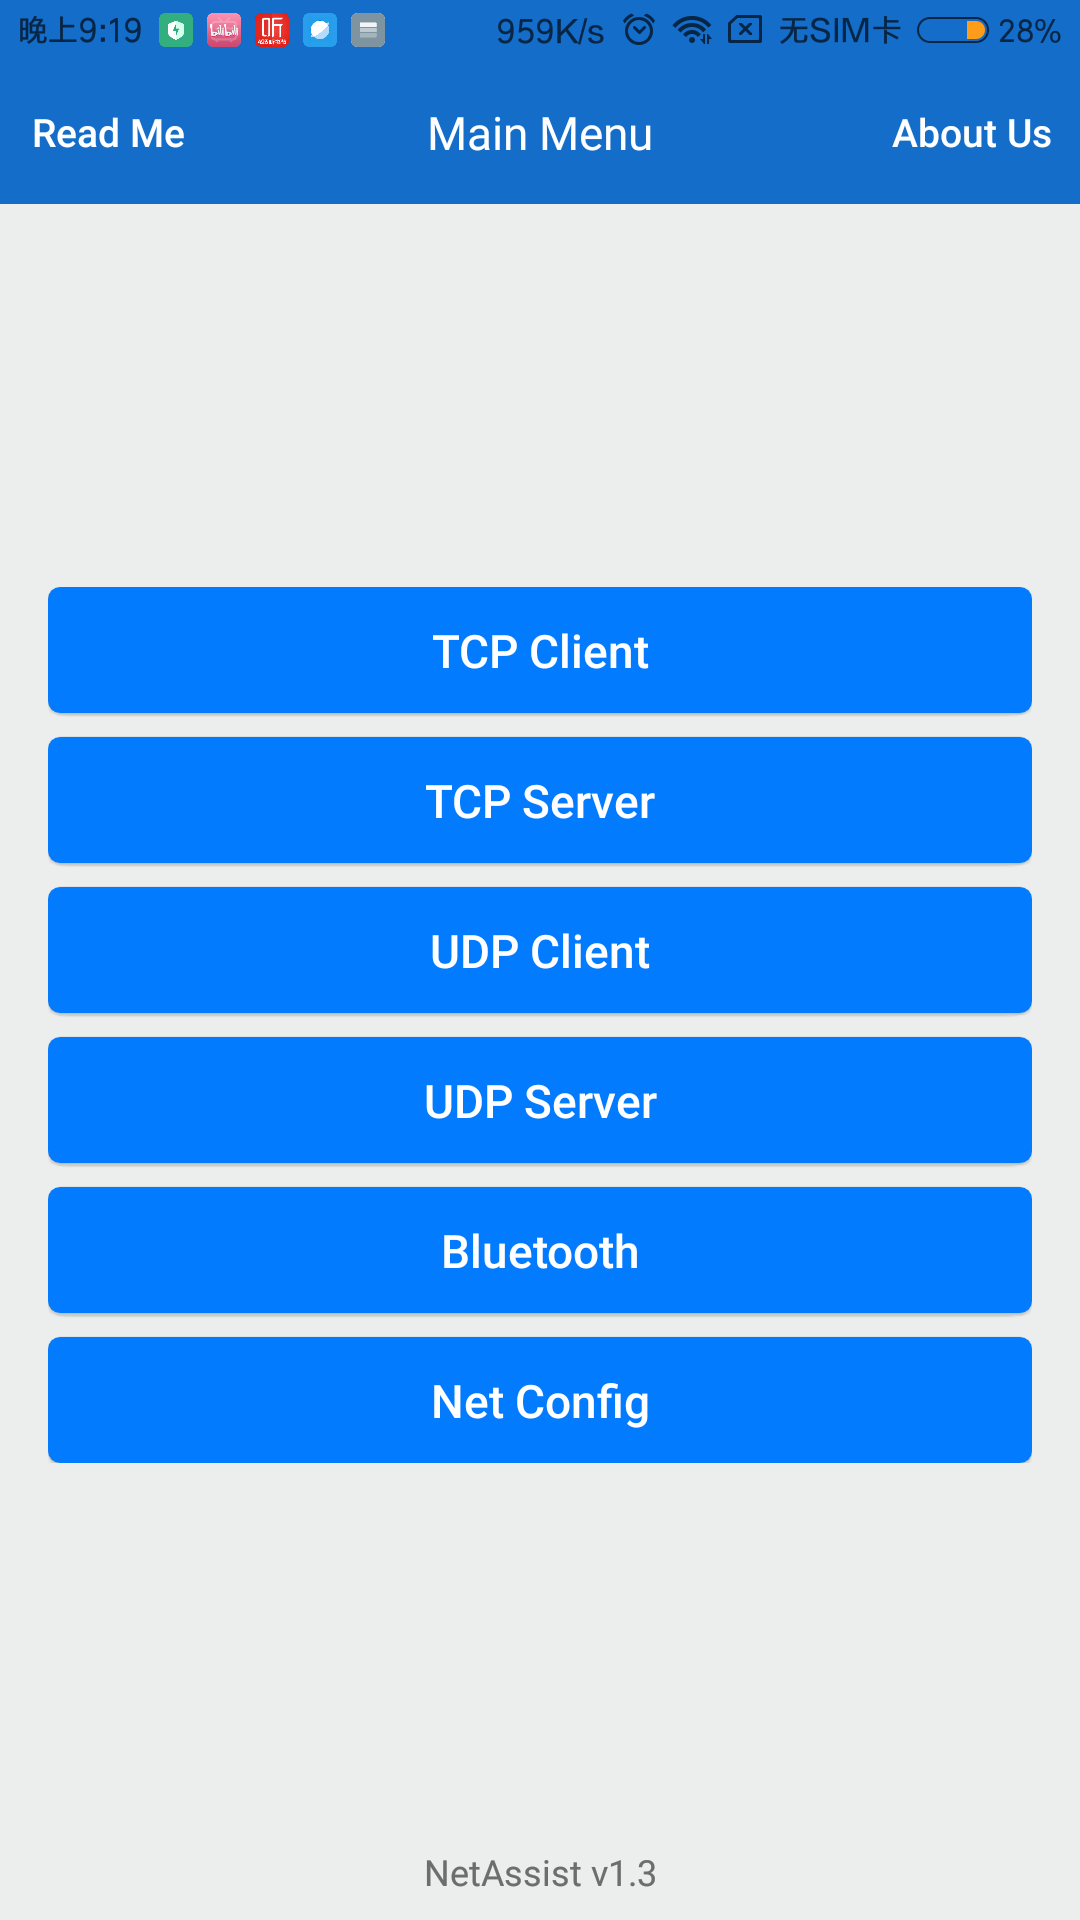 晚上9:19 959K/s 无SIM卡 28%
Read Me Main Menu About Us
TCP Client
TCP Server
UDP Client
UDP Server
Bluetooth
Net Config
NetAssist v1.3